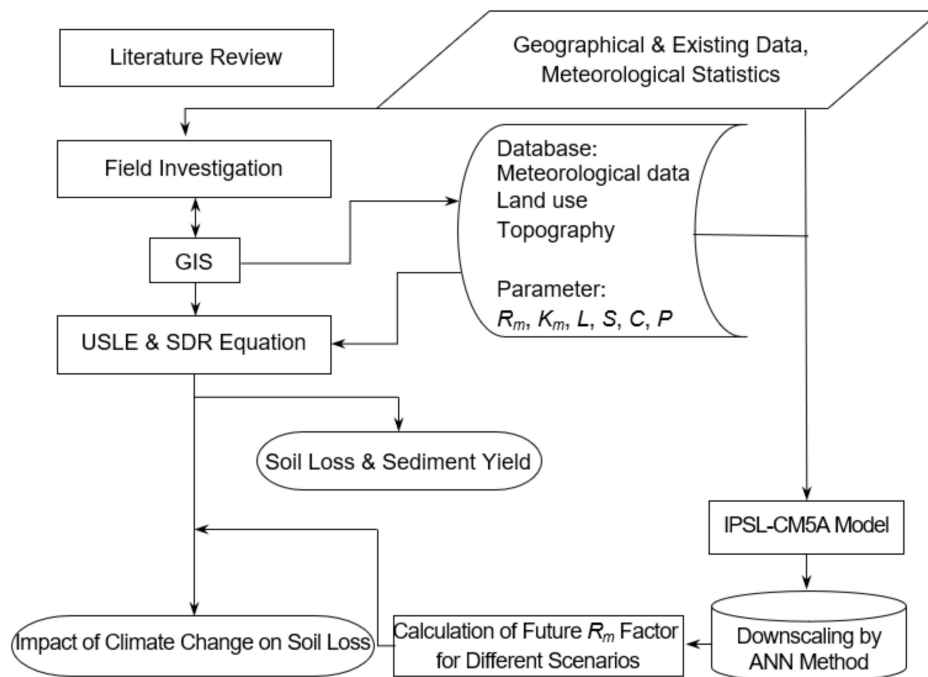 Literature Review
Geographical & Existing Data,
Meteorological Statistics
Field Investigation
Database:
Meteorological data
Land use
Topography
Parameter:
Rm, Km, L, S, C, P
GIS
USLE & SDR Equation
Soil Loss & Sediment Yield
IPSL-CM5A Model
Downscaling by
ANN Method
Calculation of Future Rm Factor
for Different Scenarios
Impact of Climate Change on Soil Loss